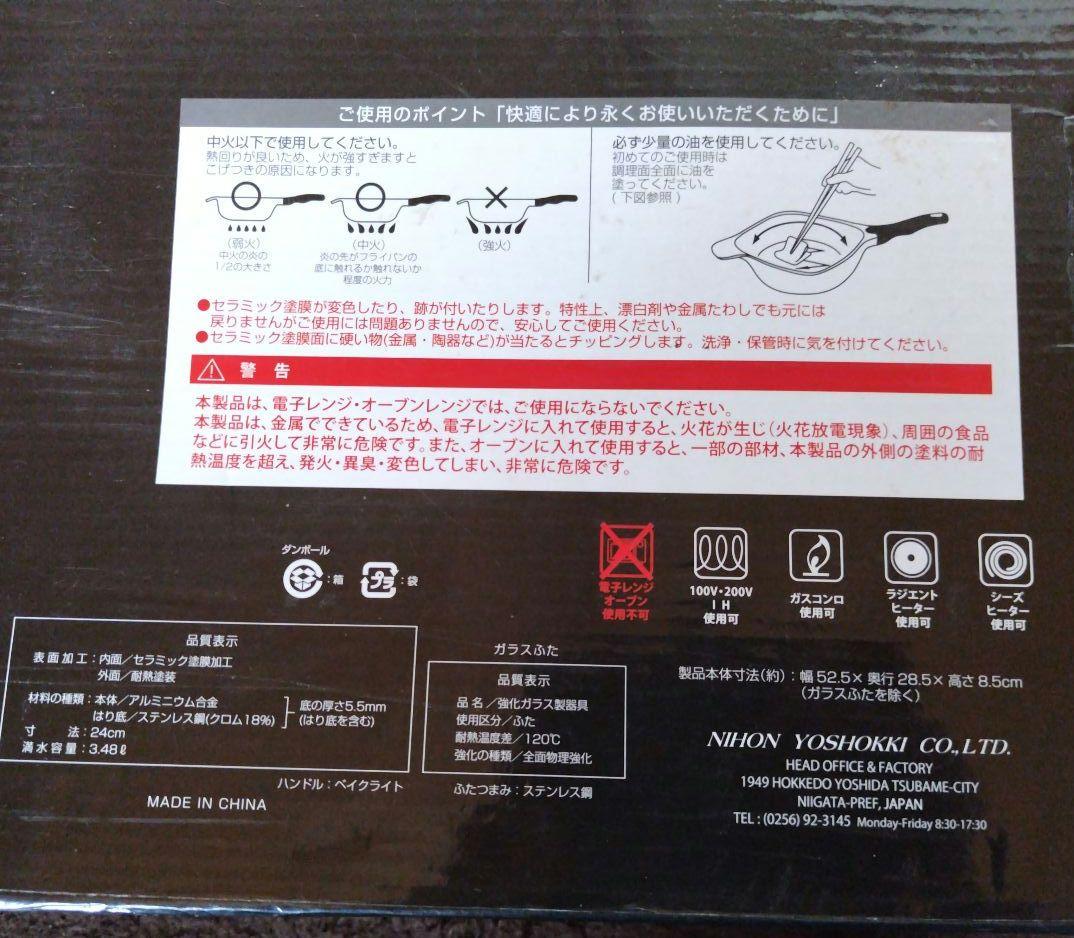 ご使用のポイント「快適により永くお使いいただくために」
中火以下で使用してください。
熱回りが良いため、火が強すぎますと
こげつきの原因になります。
(弱火)
中火の炎の
1/2の大きさ
(中火)
炎の先がフライパンの
底に触れるか触れないか
程度の火力
(強火)
必ず少量の油を使用してください。
初めてのご使用時は
調理面全面に油を
塗ってください。
(下図参照)
●セラミック塗膜が変色したり、跡が付いたりします。特性上、漂白剤や金属たわしでも元には
戻りませんがご使用には問題ありませんので、安心してご使用ください。
●セラミック塗膜面に硬い物(金属・陶器など)が当たるとチッピングします。洗浄・保管時に気を付けてください。
警告
本製品は、電子レンジ・オーブンレンジでは、ご使用にならないでください。
本製品は、金属でできているため、電子レンジに入れて使用すると、火花が生じ(火花放電現象)、周囲の食品
などに引火して非常に危険です。また、オーブンに入れて使用すると、一部の部材、本製品の外側の塗料の耐
熱温度を超え、発火・異臭・変色してしまい、非常に危険です。
ダンボール
:箱
プラ
:袋
電子レンジ
オーブン
使用不可
100V・200V
IH
使用可
ガスコンロ
使用可
ラジエント
ヒーター
使用可
シーズ
ヒーター
使用可
品質表示
表面加工:内面/セラミック塗膜加工
外面/耐熱塗装
材料の種類:本体/アルミニウム合金
はり底/ステンレス鋼(クロム18%)
底の厚さ5.5mm
(はり底を含む)
寸 法:24cm
満水容量:3.48ℓ
ハンドル:ベイクライト
MADE IN CHINA
ガラスふた
品質表示
品名/強化ガラス製器具
使用区分/ふた
耐熱温度差/120℃
強化の種類/全面物理強化
ふたつまみ:ステンレス鋼
製品本体寸法(約):幅52.5×奥行28.5×高さ8.5cm
(ガラスふたを除く)
NIHON YOSHOKKI CO.,LTD.
HEAD OFFICE & FACTORY
1949 HOKKEDO YOSHIDA TSUBAME-CITY
NIIGATA-PREF, JAPAN
TEL:(0256) 92-3145 Monday-Friday 8:30-17:30